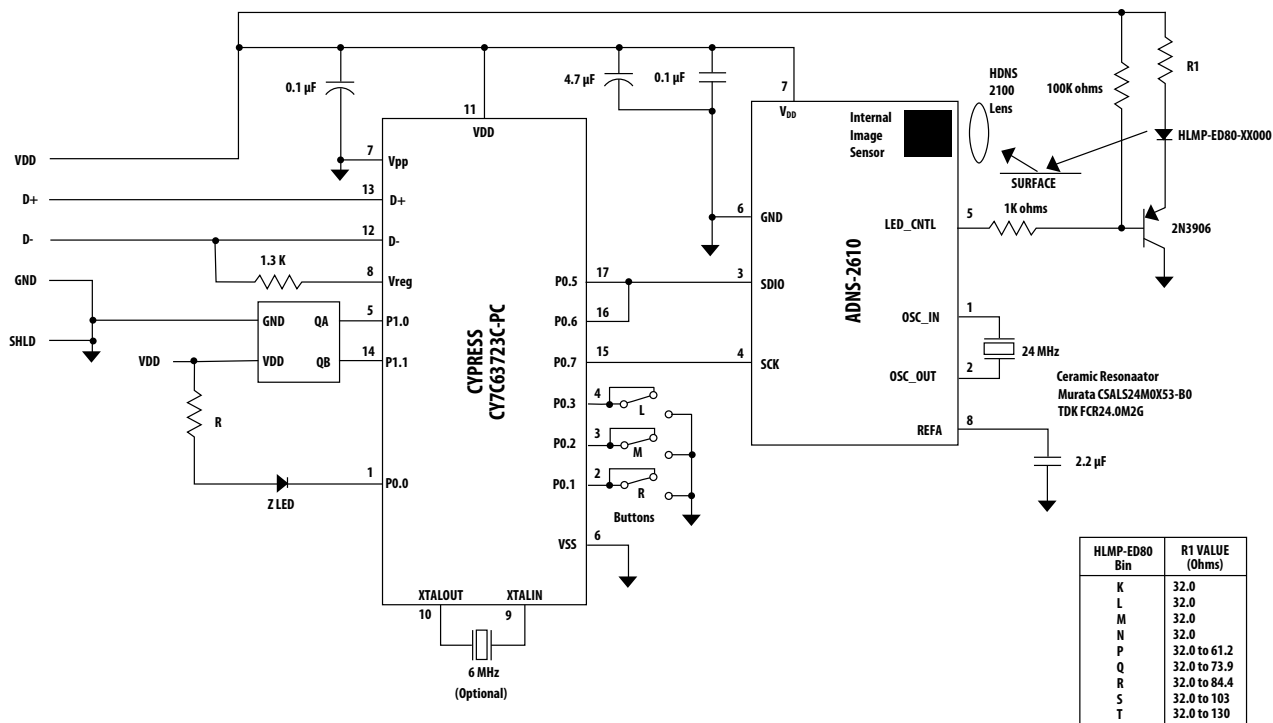 0.1 µF
4.7 µF
0.1 µF
HDNS
2100
Lens
100K ohms
R1
11
VDD
7
VDD
Internal
Image
Sensor
HLMP-ED80-XX000
SURFACE
VDD
7
Vpp
D+
13
D+
D-
12
D-
6
GND
LED_CNTL
5
1K ohms
2N3906
1.3 K
8
Vreg
GND
17
P0.5
3
SDIO
16
P0.6
GND
QA
5
P1.0
CYPRESS
CY7C63723C-PC
ADNS-2610
OSC_IN
1
SHLD
VDD
VDD
QB
14
P1.1
15
P0.7
4
SCK
24 MHz
OSC_OUT
2
Ceramic Resonaator
Murata CSALS24M0X53-B0
TDK FCR24.0M2G
R
P0.3
4
L
P0.2
3
M
REFA
8
2.2 µF
Z LED
1
P0.0
P0.1
2
R
Buttons
VSS
6
XTALOUT
XTALIN
10
9
6 MHz
(Optional)
HLMP-ED80
Bin
R1 VALUE
(Ohms)
K 32.0
L 32.0
M 32.0
N 32.0
P 32.0 to 61.2
Q 32.0 to 73.9
R 32.0 to 84.4
S 32.0 to 103
T 32.0 to 130